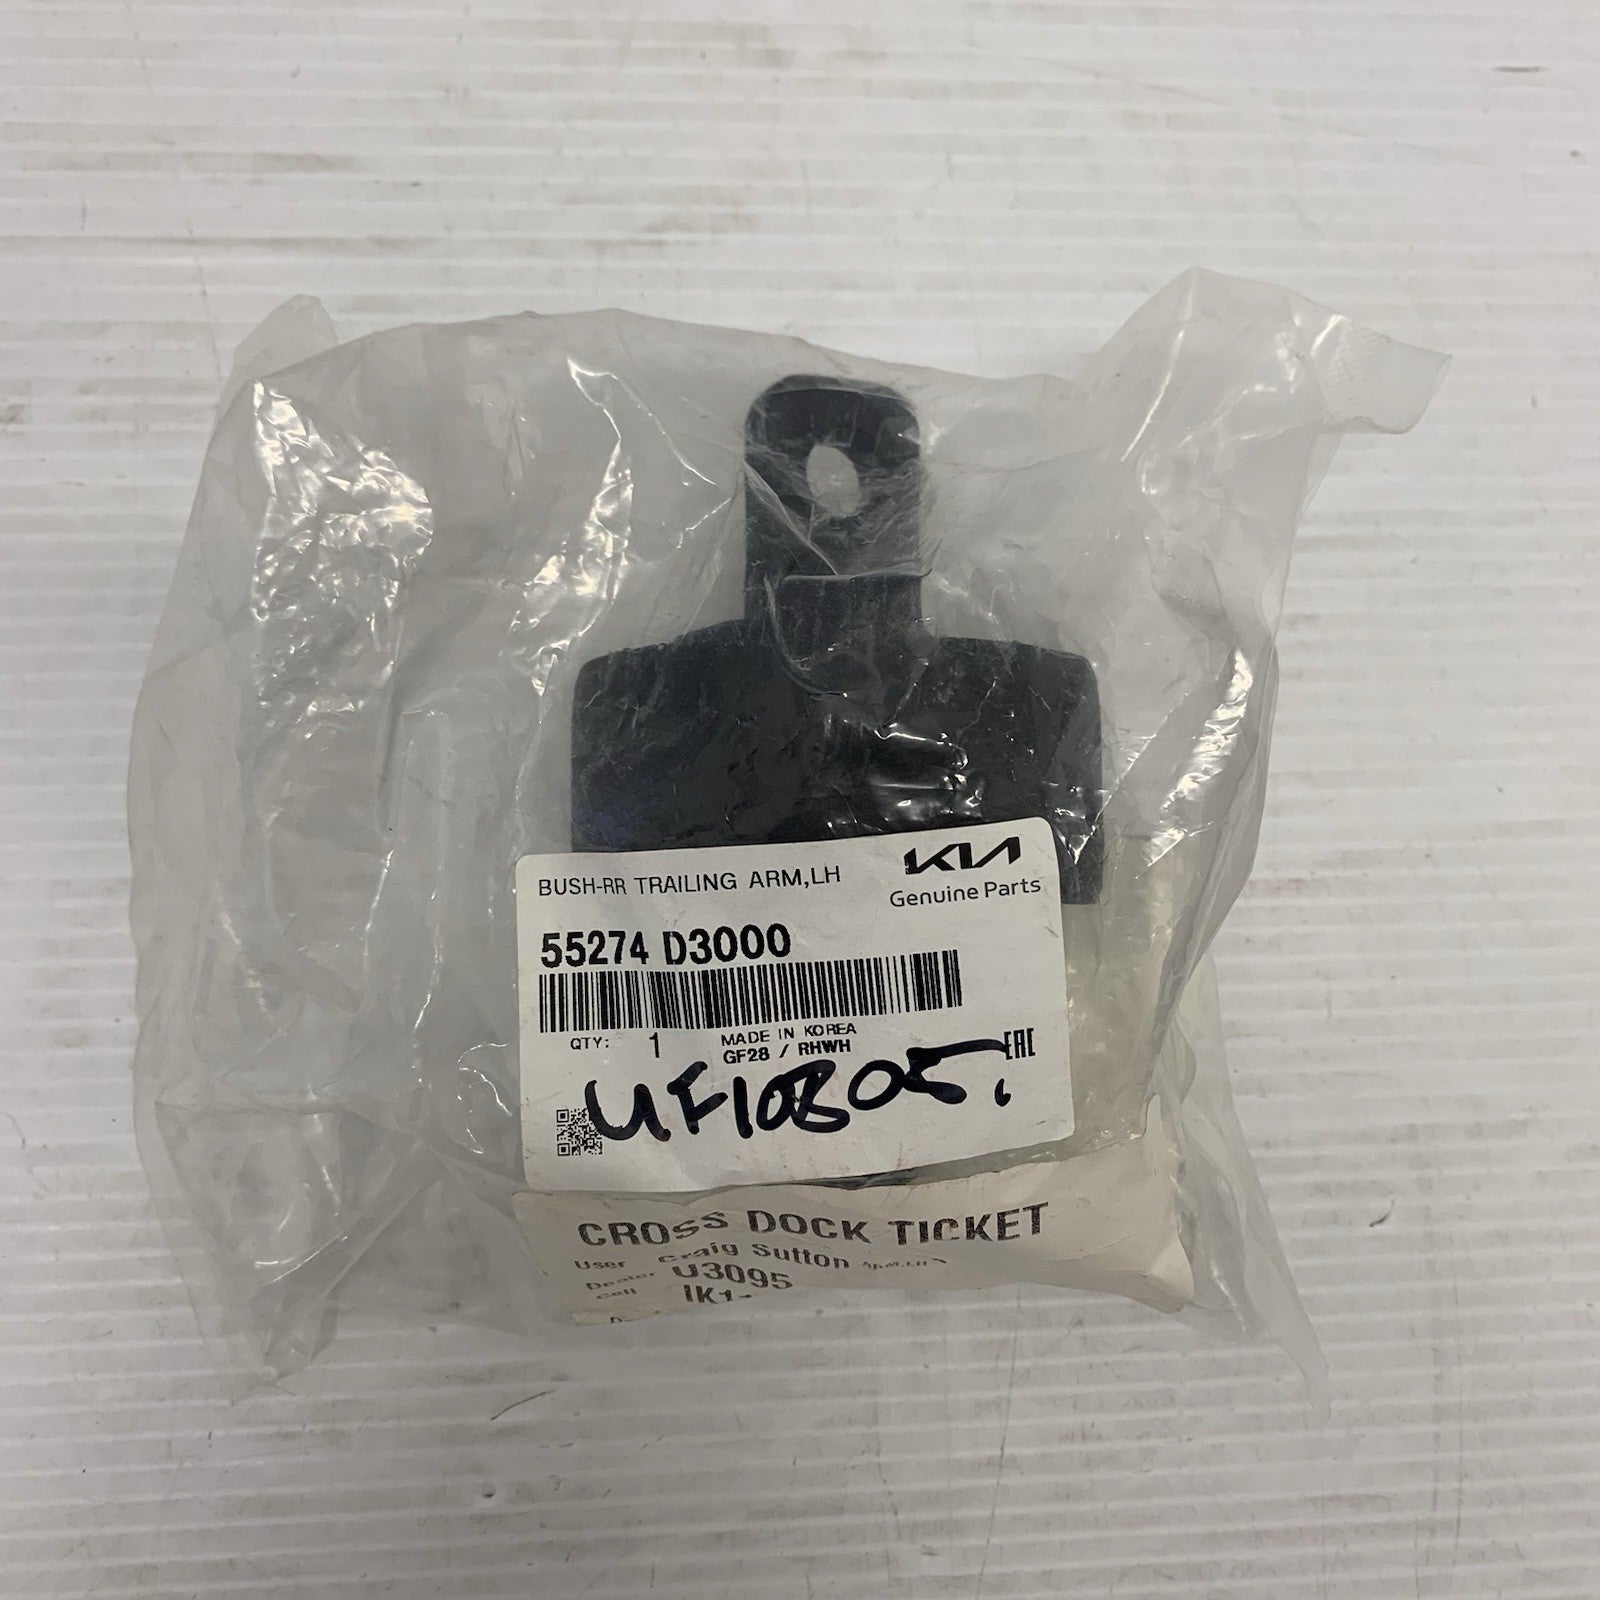 BUSH-RR TRAILING ARM,LH
KIA
Genuine Parts
55274 D3000
QTY: 1 MADE IN KOREA
GF28 / RHWH
EAC
UF10805.
CROSS DOCK TICKET
User Craig Sutton
Dealer U3095
Cell